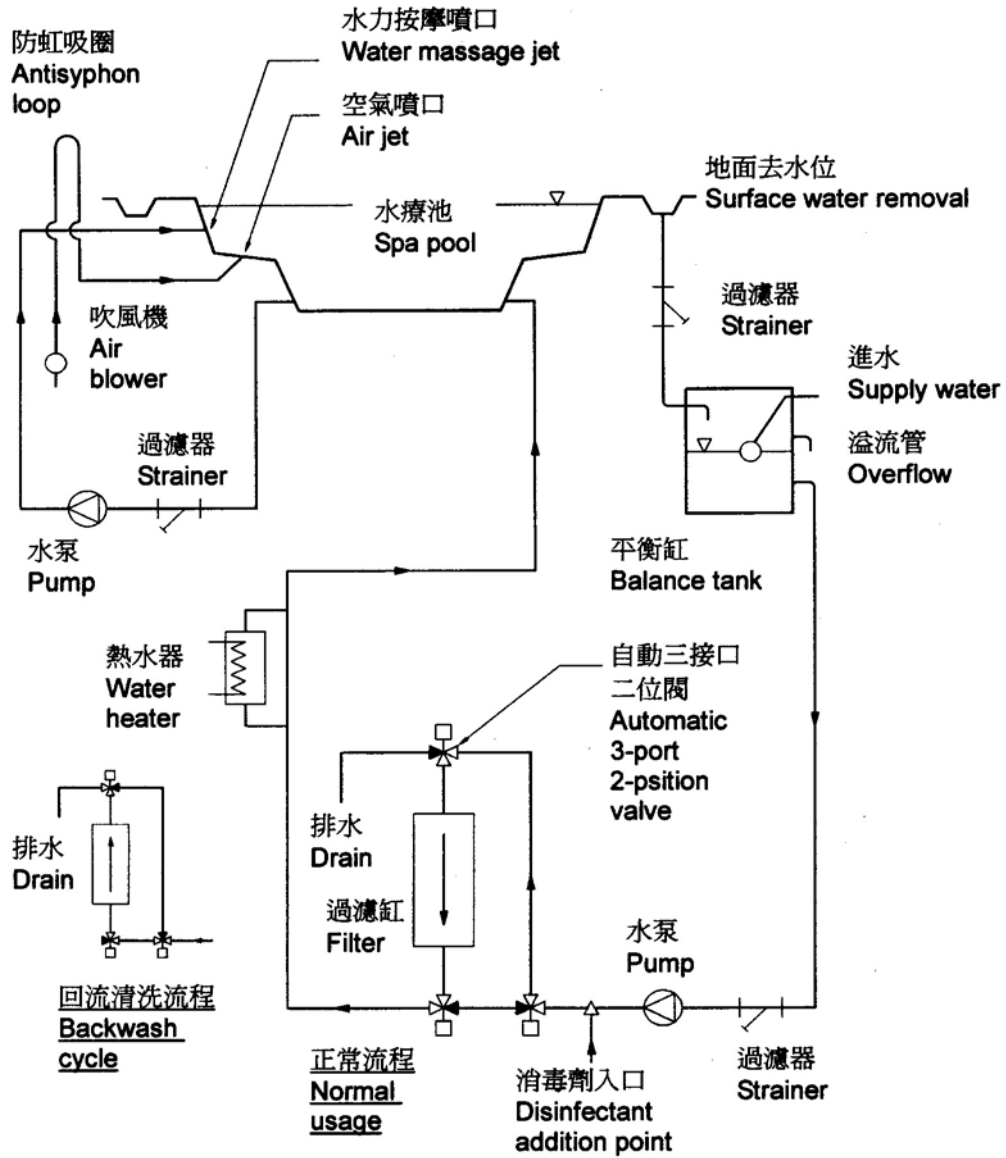 水力按摩噴口
Water massage jet
防虹吸圈
Antisyphon
loop
空氣噴口
Air jet
地面去水位
Surface water removal
水療池
Spa pool
過濾器
Strainer
吹風機
Air
blower
進水
Supply water
溢流管
Overflow
過濾器
Strainer
水泵
Pump
平衡缸
Balance tank
熱水器
Water
heater
自動三接口
二位閥
Automatic
3-port
2-psition
valve
排水
Drain
排水
Drain
過濾缸
Filter
水泵
Pump
回流清洗流程
Backwash
cycle
正常流程
Normal
usage
消毒劑入口
Disinfectant
addition point
過濾器
Strainer